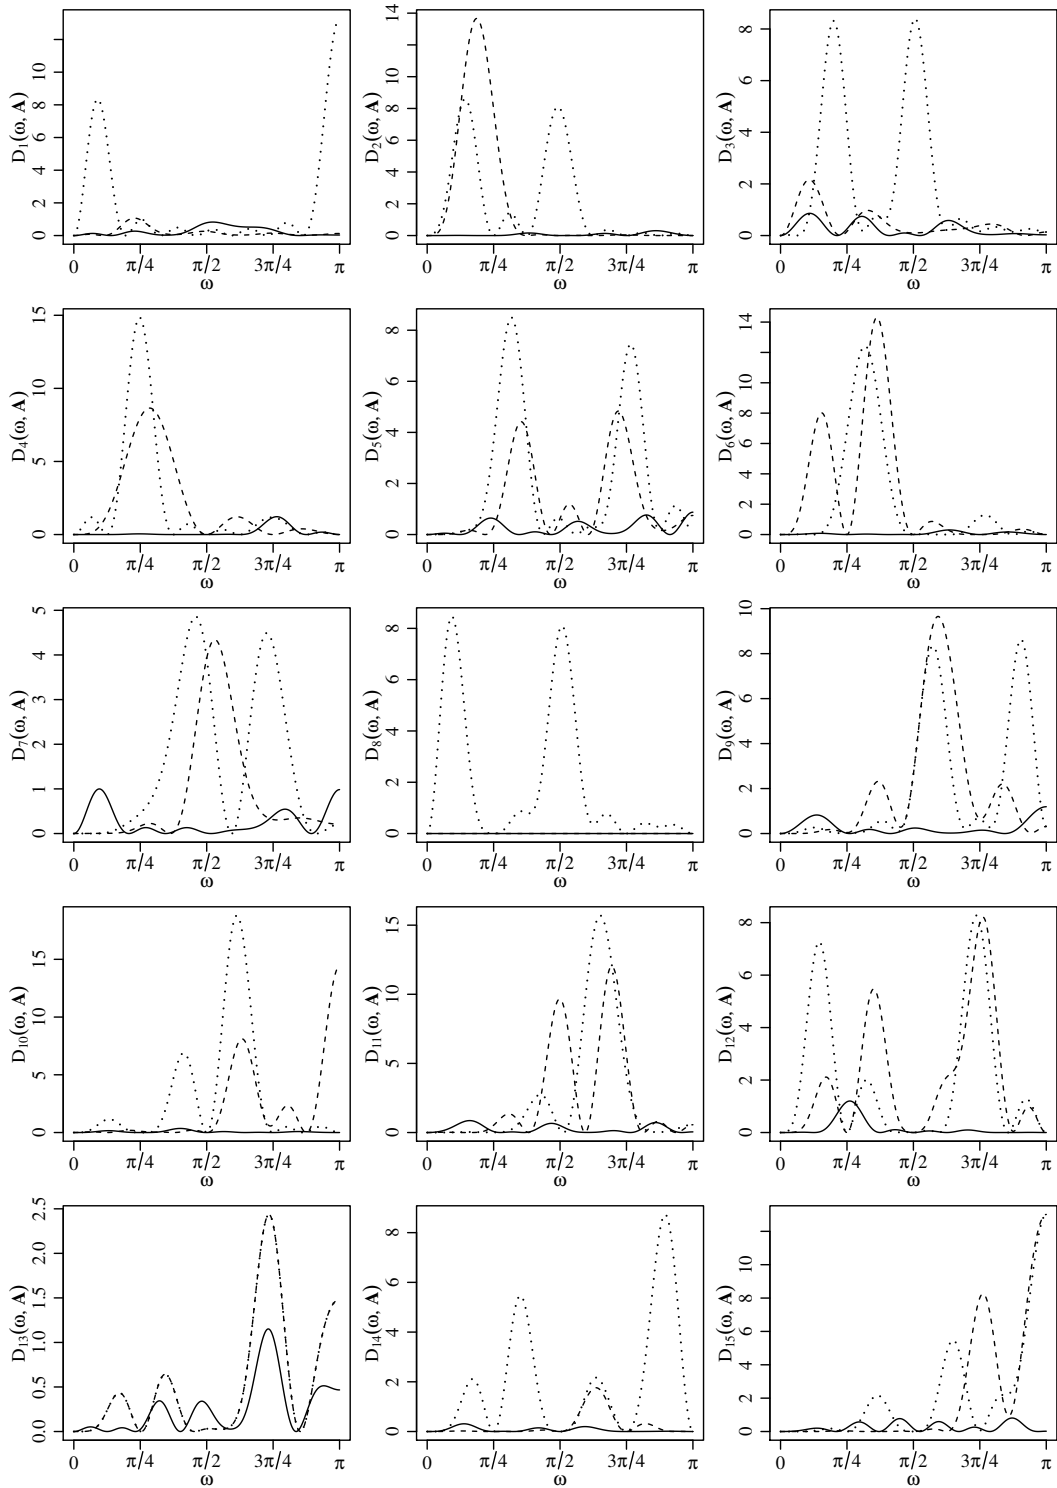 D₁(ω, A)
0 2 4 6 8 10
0 π/4 π/2 3π/4 π
ω
D₂(ω, A)
0 2 4 6 8 10 14
0 π/4 π/2 3π/4 π
ω
D₃(ω, A)
0 2 4 6 8
0 π/4 π/2 3π/4 π
ω
D₄(ω, A)
0 5 10 15
0 π/4 π/2 3π/4 π
ω
D₅(ω, A)
0 2 4 6 8
0 π/4 π/2 3π/4 π
ω
D₆(ω, A)
0 2 4 6 8 10 14
0 π/4 π/2 3π/4 π
ω
D₇(ω, A)
0 1 2 3 4 5
0 π/4 π/2 3π/4 π
ω
D₈(ω, A)
0 2 4 6 8
0 π/4 π/2 3π/4 π
ω
D₉(ω, A)
0 2 4 6 8 10
0 π/4 π/2 3π/4 π
ω
D₁₀(ω, A)
0 5 10 15
0 π/4 π/2 3π/4 π
ω
D₁₁(ω, A)
0 5 10 15
0 π/4 π/2 3π/4 π
ω
D₁₂(ω, A)
0 2 4 6 8
0 π/4 π/2 3π/4 π
ω
D₁₃(ω, A)
0.0 0.5 1.0 1.5 2.0 2.5
0 π/4 π/2 3π/4 π
ω
D₁₄(ω, A)
0 2 4 6 8
0 π/4 π/2 3π/4 π
ω
D₁₅(ω, A)
0 2 4 6 8 10
0 π/4 π/2 3π/4 π
ω